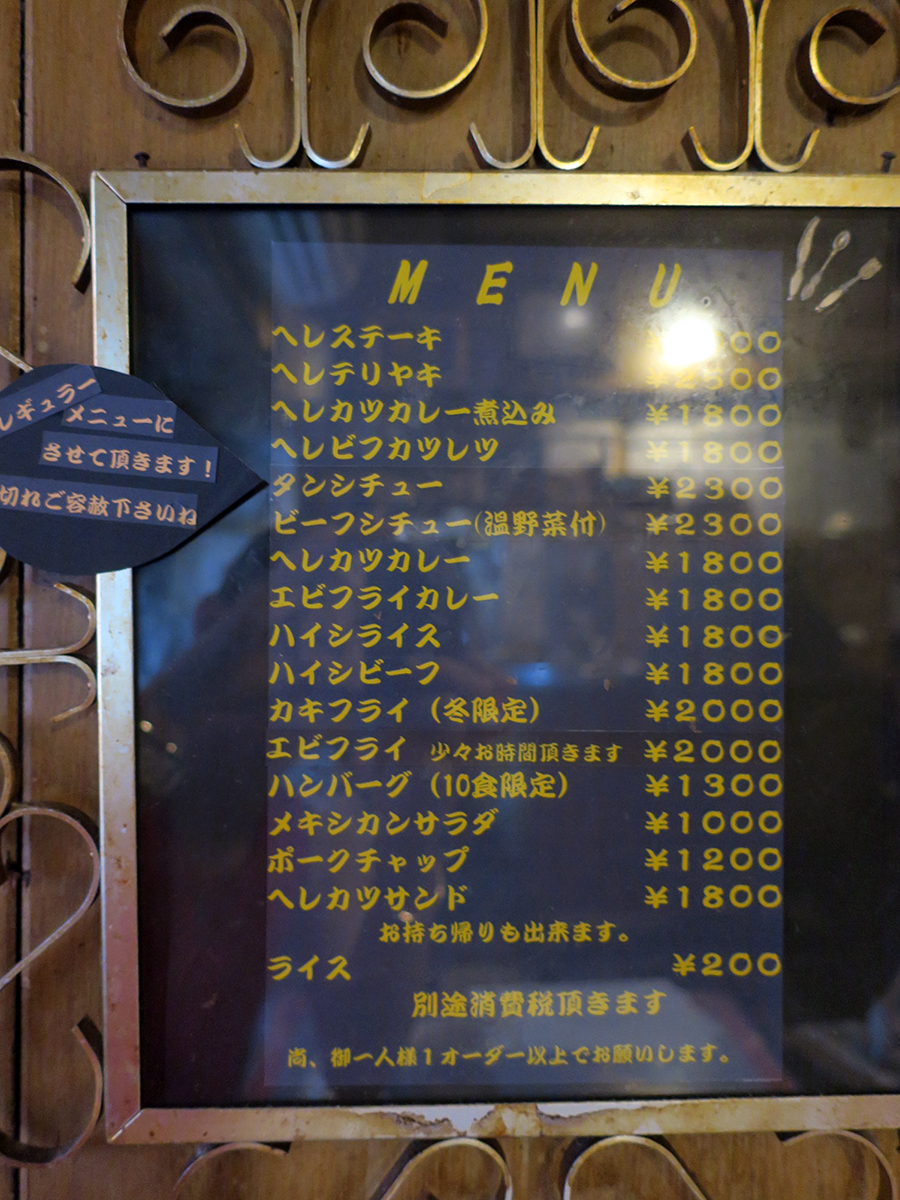 MENU
ヘレステーキ 00
ヘレテリヤキ ¥2300
ヘレカツカレー煮込み ¥1800
ヘレビフカツレツ ¥1800
タンシチュー ¥2300
ビーフシチュー(温野菜付) ¥2300
ヘレカツカレー ¥1800
エビフライカレー ¥1800
ハイシライス ¥1800
ハイシビーフ ¥1800
カキフライ (冬限定) ¥2000
エビフライ 少々お時間頂きます ¥2000
ハンバーグ (10食限定) ¥1300
メキシカンサラダ ¥1000
ポークチャップ ¥1200
ヘレカツサンド ¥1800
お持ち帰りも出来ます。
ライス ¥200
別途消費税頂きます
尚、御一人様1オーダー以上でお願いします。
レギュラー
メニューに
させて頂きます!
切れご容赦下さいね